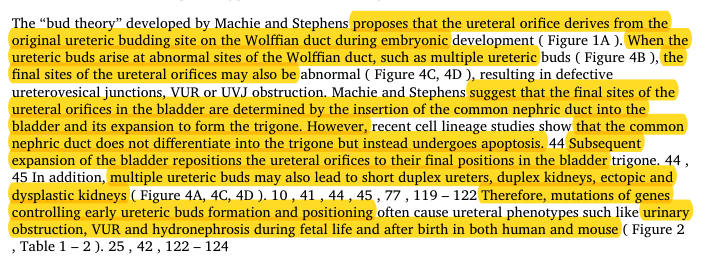 The “bud theory” developed by Machie and Stephens proposes that the ureteral orifice derives from the
original ureteric budding site on the Wolffian duct during embryonic development ( Figure 1A ). When the
ureteric buds arise at abnormal sites of the Wolffian duct, such as multiple ureteric buds ( Figure 4B ), the
final sites of the ureteral orifices may also be abnormal ( Figure 4C, 4D ), resulting in defective
ureterovesical junctions, VUR or UVJ obstruction. Machie and Stephens suggest that the final sites of the
ureteral orifices in the bladder are determined by the insertion of the common nephric duct into the
bladder and its expansion to form the trigone. However, recent cell lineage studies show that the common
nephric duct does not differentiate into the trigone but instead undergoes apoptosis. 44 Subsequent
expansion of the bladder repositions the ureteral orifices to their final positions in the bladder trigone. 44 ,
45 In addition, multiple ureteric buds may also lead to short duplex ureters, duplex kidneys, ectopic and
dysplastic kidneys ( Figure 4A, 4C, 4D ). 10 , 41 , 44 , 45 , 77 , 119 – 122 Therefore, mutations of genes
controlling early ureteric buds formation and positioning often cause ureteral phenotypes such like urinary
obstruction, VUR and hydronephrosis during fetal life and after birth in both human and mouse ( Figure 2
, Table 1 – 2 ). 25 , 42 , 122 – 124